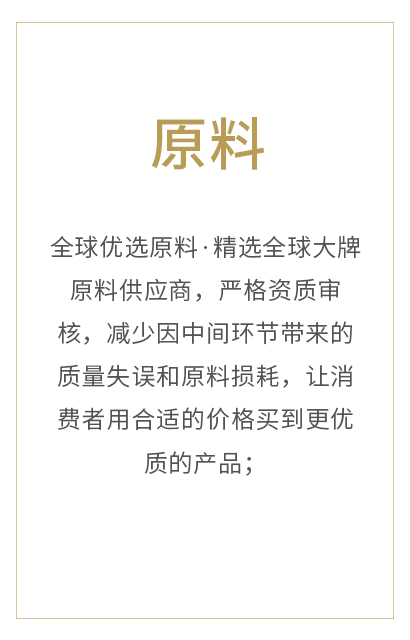 原料
全球优选原料·精选全球大牌
原料供应商，严格资质审
核，减少因中间环节带来的
质量失误和原料损耗，让消
费者用合适的价格买到更优
质的产品；